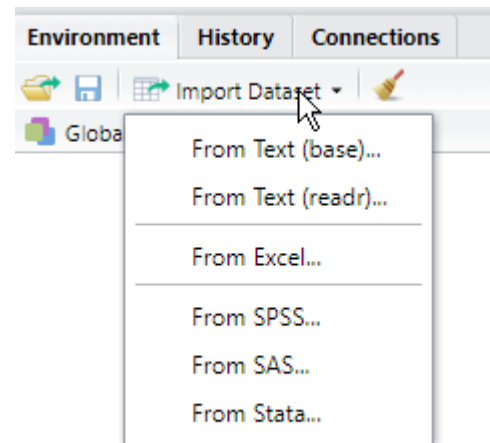 Environment History Connections
Import Dataset
Globa
From Text (base)...
From Text (readr)...
From Excel...
From SPSS...
From SAS...
From Stata...